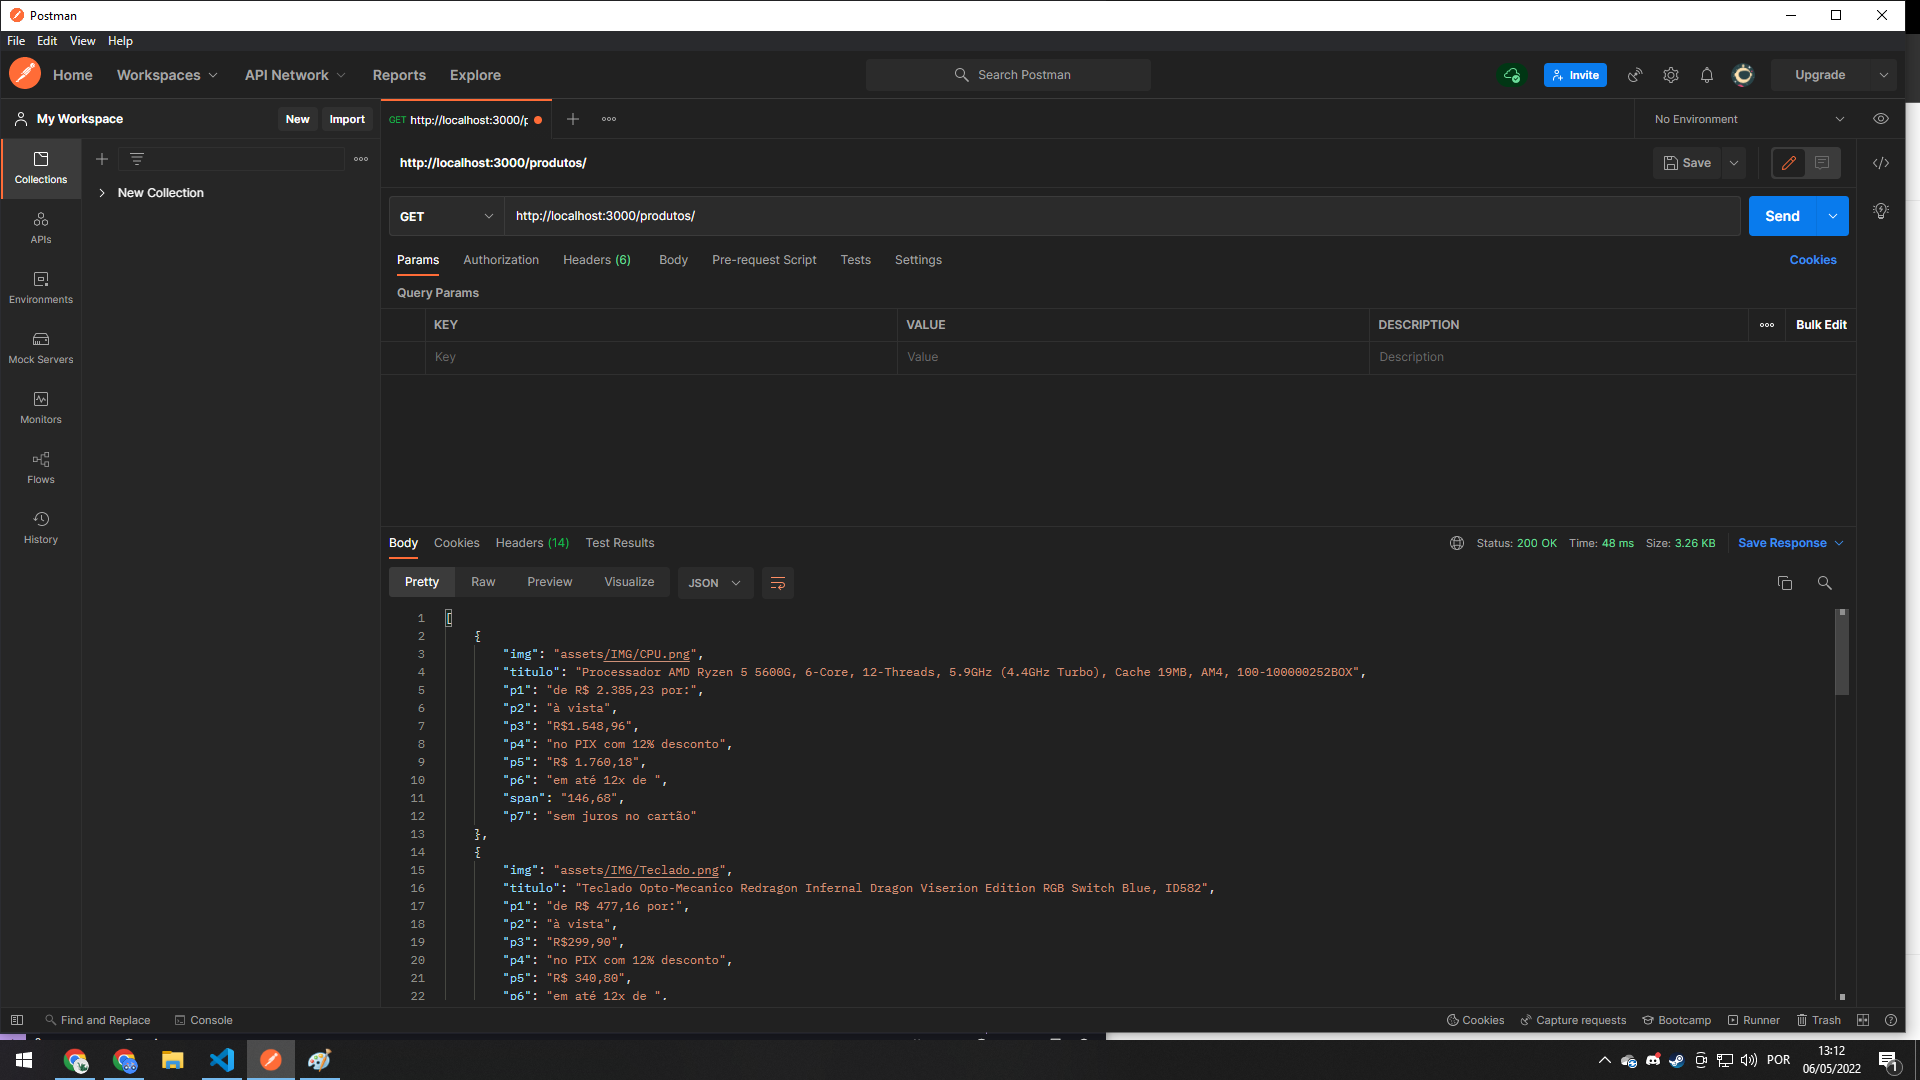 Postman
File Edit View Help
Home Workspaces API Network Reports Explore Search Postman Invite Upgrade
My Workspace New Import GET http://localhost:3000/p No Environment
http://localhost:3000/produtos/ Save
New Collection
Collections
APIs
Environments
Mock Servers
Monitors
Flows
History
GET http://localhost:3000/produtos/ Send
Params Authorization Headers (6) Body Pre-request Script Tests Settings Cookies
Query Params
KEY VALUE DESCRIPTION Bulk Edit
Key Value Description
Body Cookies Headers (14) Test Results Status: 200 OK Time: 48 ms Size: 3.26 KB Save Response
Pretty Raw Preview Visualize JSON
1 [
2 {
3 "img": "assets/IMG/CPU.png",
4 "titulo": "Processador AMD Ryzen 5 5600G, 6-Core, 12-Threads, 5.9GHz (4.4GHz Turbo), Cache 19MB, AM4, 100-100000252BOX",
5 "p1": "de R$ 2.385,23 por:",
6 "p2": "à vista",
7 "p3": "R$1.548,96",
8 "p4": "no PIX com 12% desconto",
9 "p5": "R$ 1.760,18",
10 "p6": "em até 12x de ",
11 "span": "146,68",
12 "p7": "sem juros no cartão"
13 },
14 {
15 "img": "assets/IMG/Teclado.png",
16 "titulo": "Teclado Opto-Mecanico Redragon Infernal Dragon Viserion Edition RGB Switch Blue, ID582",
17 "p1": "de R$ 477,16 por:",
18 "p2": "à vista",
19 "p3": "R$299,90",
20 "p4": "no PIX com 12% desconto",
21 "p5": "R$ 340,80",
22 "p6": "em até 12x de ",
Find and Replace Console Cookies Capture requests Bootcamp Runner Trash
POR 13:12
06/05/2022 1